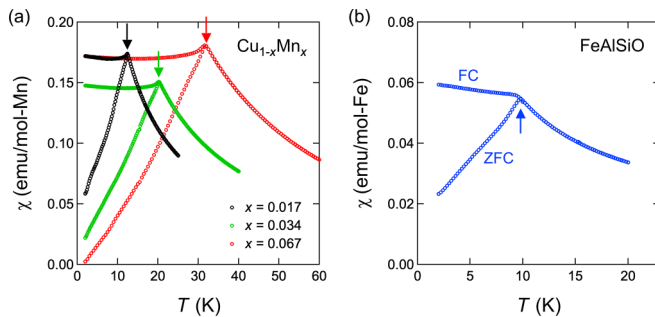 (a)
Cu1-xMnx
χ (emu/mol-Mn)
0.20
0.15
0.10
0.05
0.00
x = 0.017
x = 0.034
x = 0.067
0 10 20 30 40 50 60
T (K)
(b)
FeAlSiO
χ (emu/mol-Fe)
0.08
0.06
0.04
0.02
0.00
FC
ZFC
0 5 10 15 20
T (K)